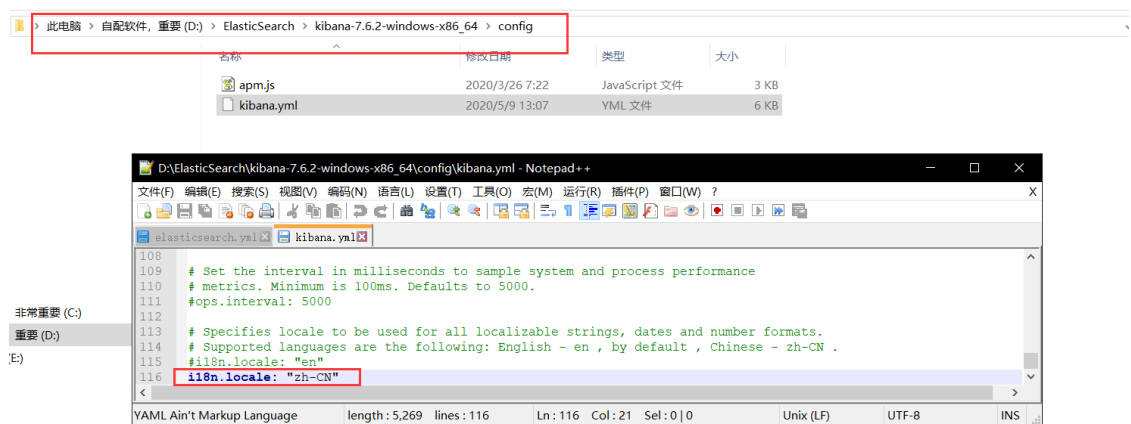 此电脑 > 自配软件，重要 (D:) > ElasticSearch > kibana-7.6.2-windows-x86_64 > config
名称 修改日期 类型 大小
apm.js 2020/3/26 7:22 JavaScript 文件 3 KB
kibana.yml 2020/5/9 13:07 YML 文件 6 KB
D:\ElasticSearch\kibana-7.6.2-windows-x86_64\config\kibana.yml - Notepad++
文件(F) 编辑(E) 搜索(S) 视图(V) 编码(N) 语言(L) 设置(T) 工具(O) 宏(M) 运行(R) 插件(P) 窗口(W) ? X
elasticsearch.yml kibana.yml
108
109 # Set the interval in milliseconds to sample system and process performance
110 # metrics. Minimum is 100ms. Defaults to 5000.
111 #ops.interval: 5000
112
113 # Specifies locale to be used for all localizable strings, dates and number formats.
114 # Supported languages are the following: English - en , by default , Chinese - zh-CN .
115 #i18n.locale: "en"
116 i18n.locale: "zh-CN"
非常重要 (C:)
重要 (D:)
(E:)
YAML Ain't Markup Language length : 5,269 lines : 116 Ln : 116 Col : 21 Sel : 0 | 0 Unix (LF) UTF-8 INS